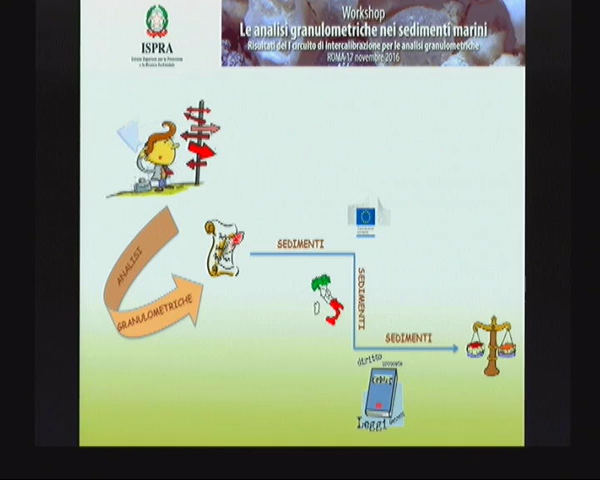 ISPRA
Istituto Superiore per la Protezione
e la Ricerca Ambientale
Workshop
Le analisi granulometriche nei sedimenti marini
Risultati del I circuito di intercalibrazione per le analisi granulometriche
ROMA 17 novembre 2016
ANALISI
GRANULOMETRICHE
SEDIMENTI
SEDIMENTI
SEDIMENTI
diritto
Leggi